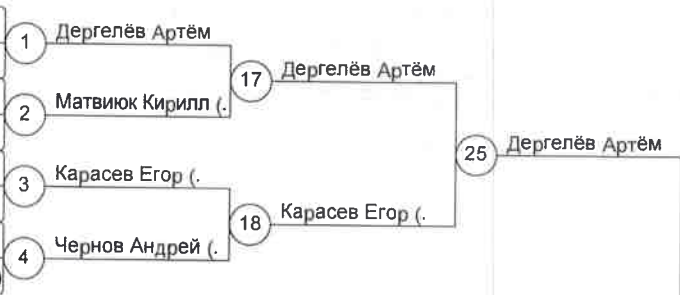 1 Дергелёв Артём
17 Дергелёв Артём
2 Матвиюк Кирилл (.
25 Дергелёв Артём
3 Карасев Егор (.
18 Карасев Егор (.
4 Чернов Андрей (.